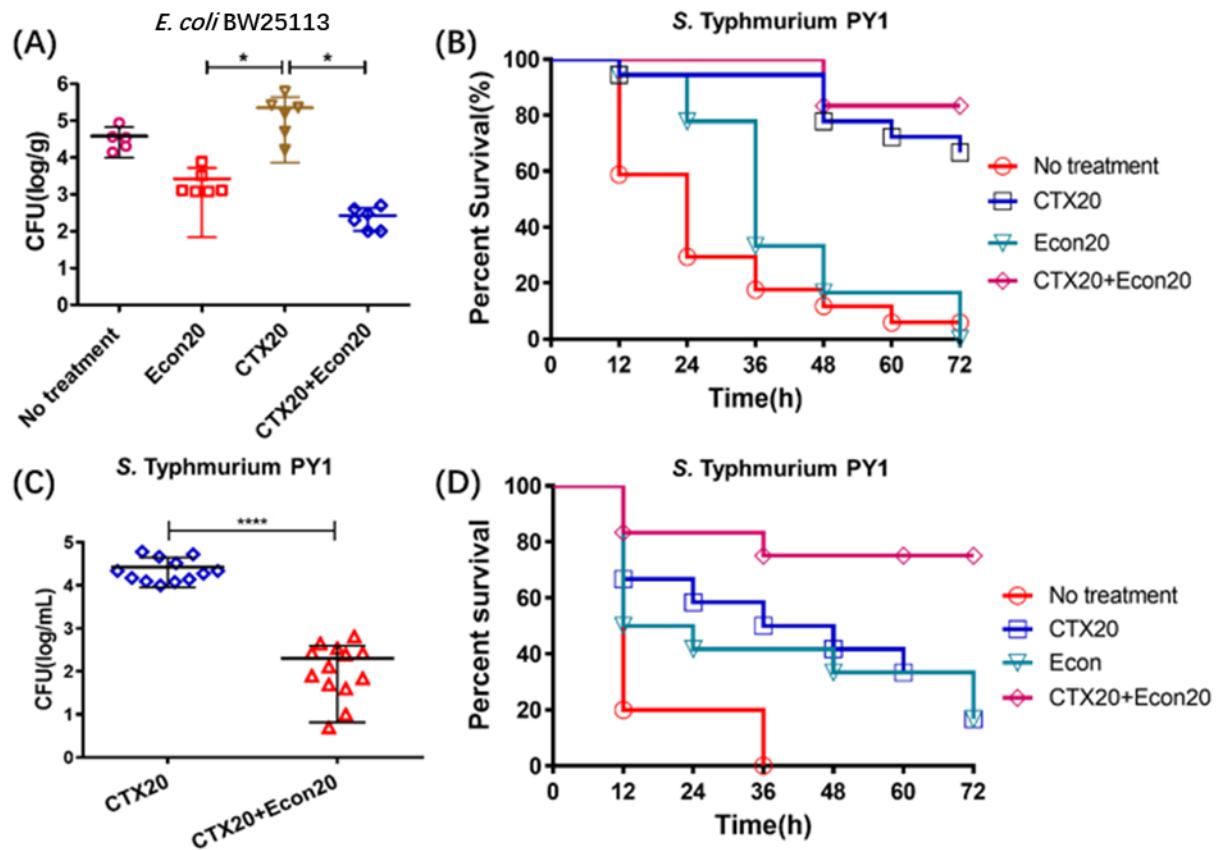 (A)
E. coli BW25113
*
*
CFU(log/g)
6
5
4
3
2
1
0
No treatment
Econ20
CTX20
CTX20+Econ20
(B)
S. Typhmurium PY1
Percent Survival(%)
100
80
60
40
20
0
0 12 24 36 48 60 72
Time(h)
No treatment
CTX20
Econ20
CTX20+Econ20
(C)
S. Typhmurium PY1
****
CFU(log/mL)
5
4
3
2
1
0
CTX20
CTX20+Econ20
(D)
S. Typhmurium PY1
Percent survival
100
80
60
40
20
0
0 12 24 36 48 60 72
Time(h)
No treatment
CTX20
Econ
CTX20+Econ20